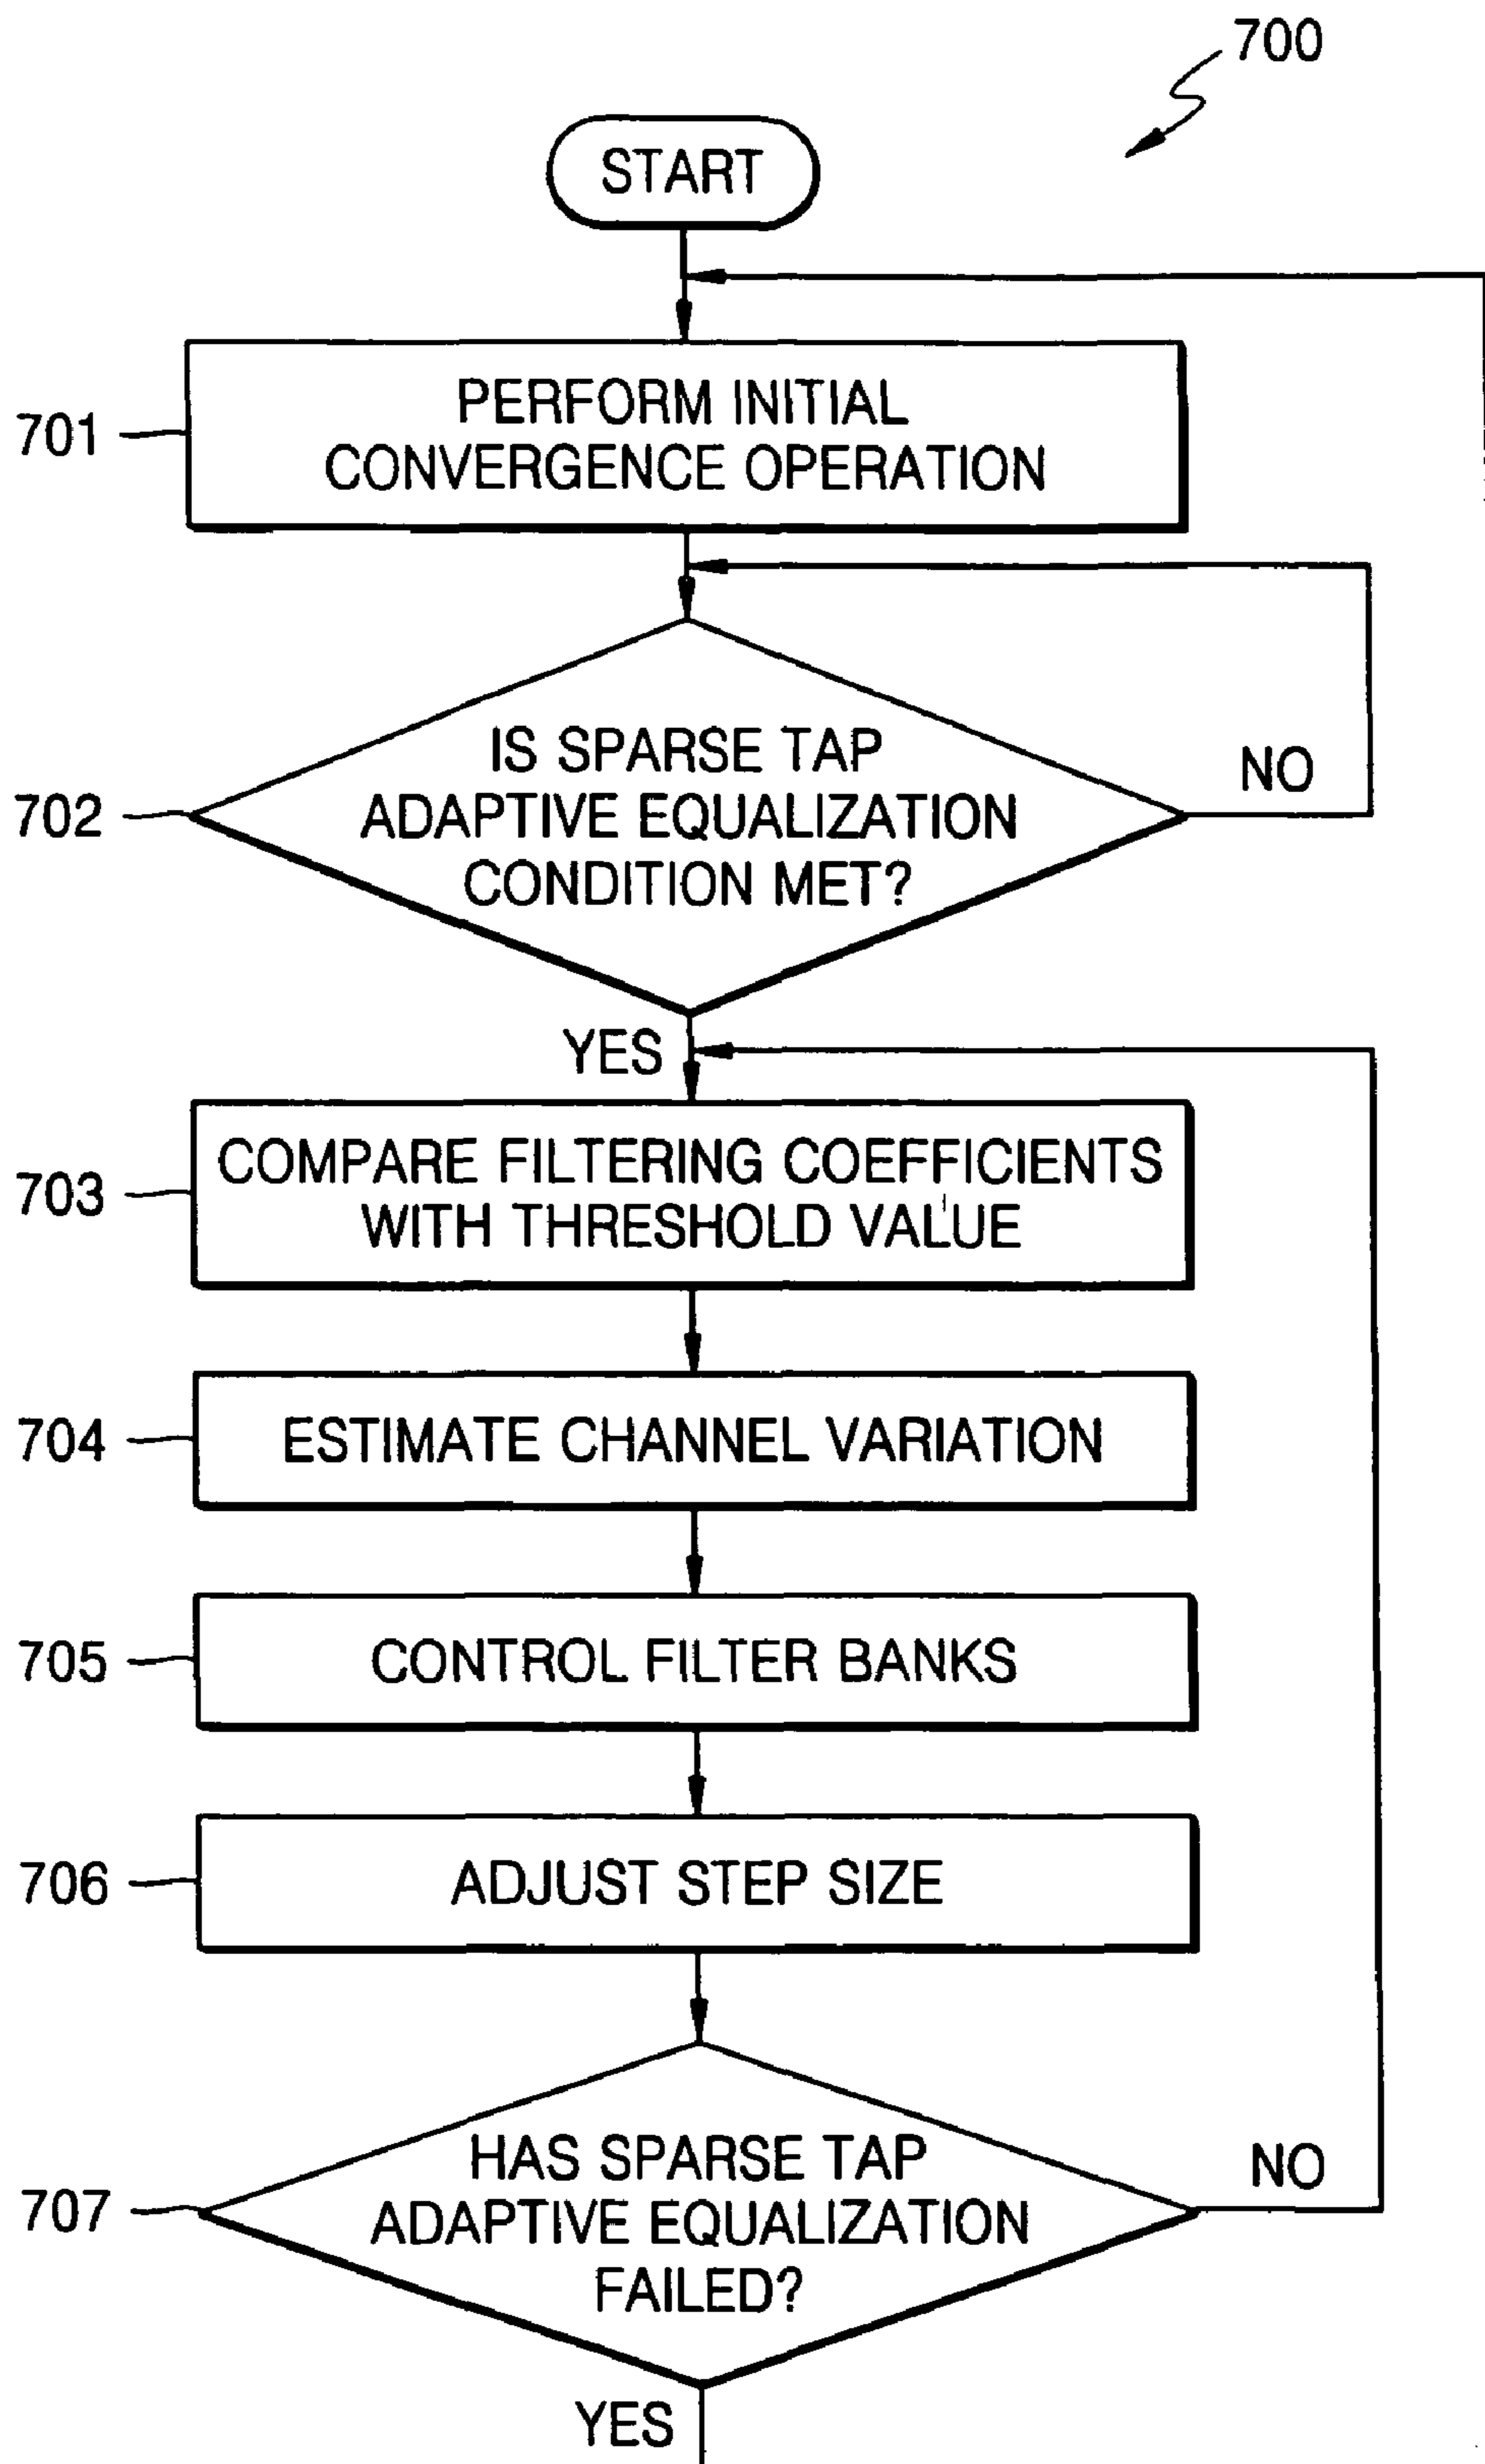 700
START
701
PERFORM INITIAL
CONVERGENCE OPERATION
702
IS SPARSE TAP
ADAPTIVE EQUALIZATION
CONDITION MET?
NO
YES
703
COMPARE FILTERING COEFFICIENTS
WITH THRESHOLD VALUE
704
ESTIMATE CHANNEL VARIATION
705
CONTROL FILTER BANKS
706
ADJUST STEP SIZE
707
HAS SPARSE TAP
ADAPTIVE EQUALIZATION
FAILED?
NO
YES